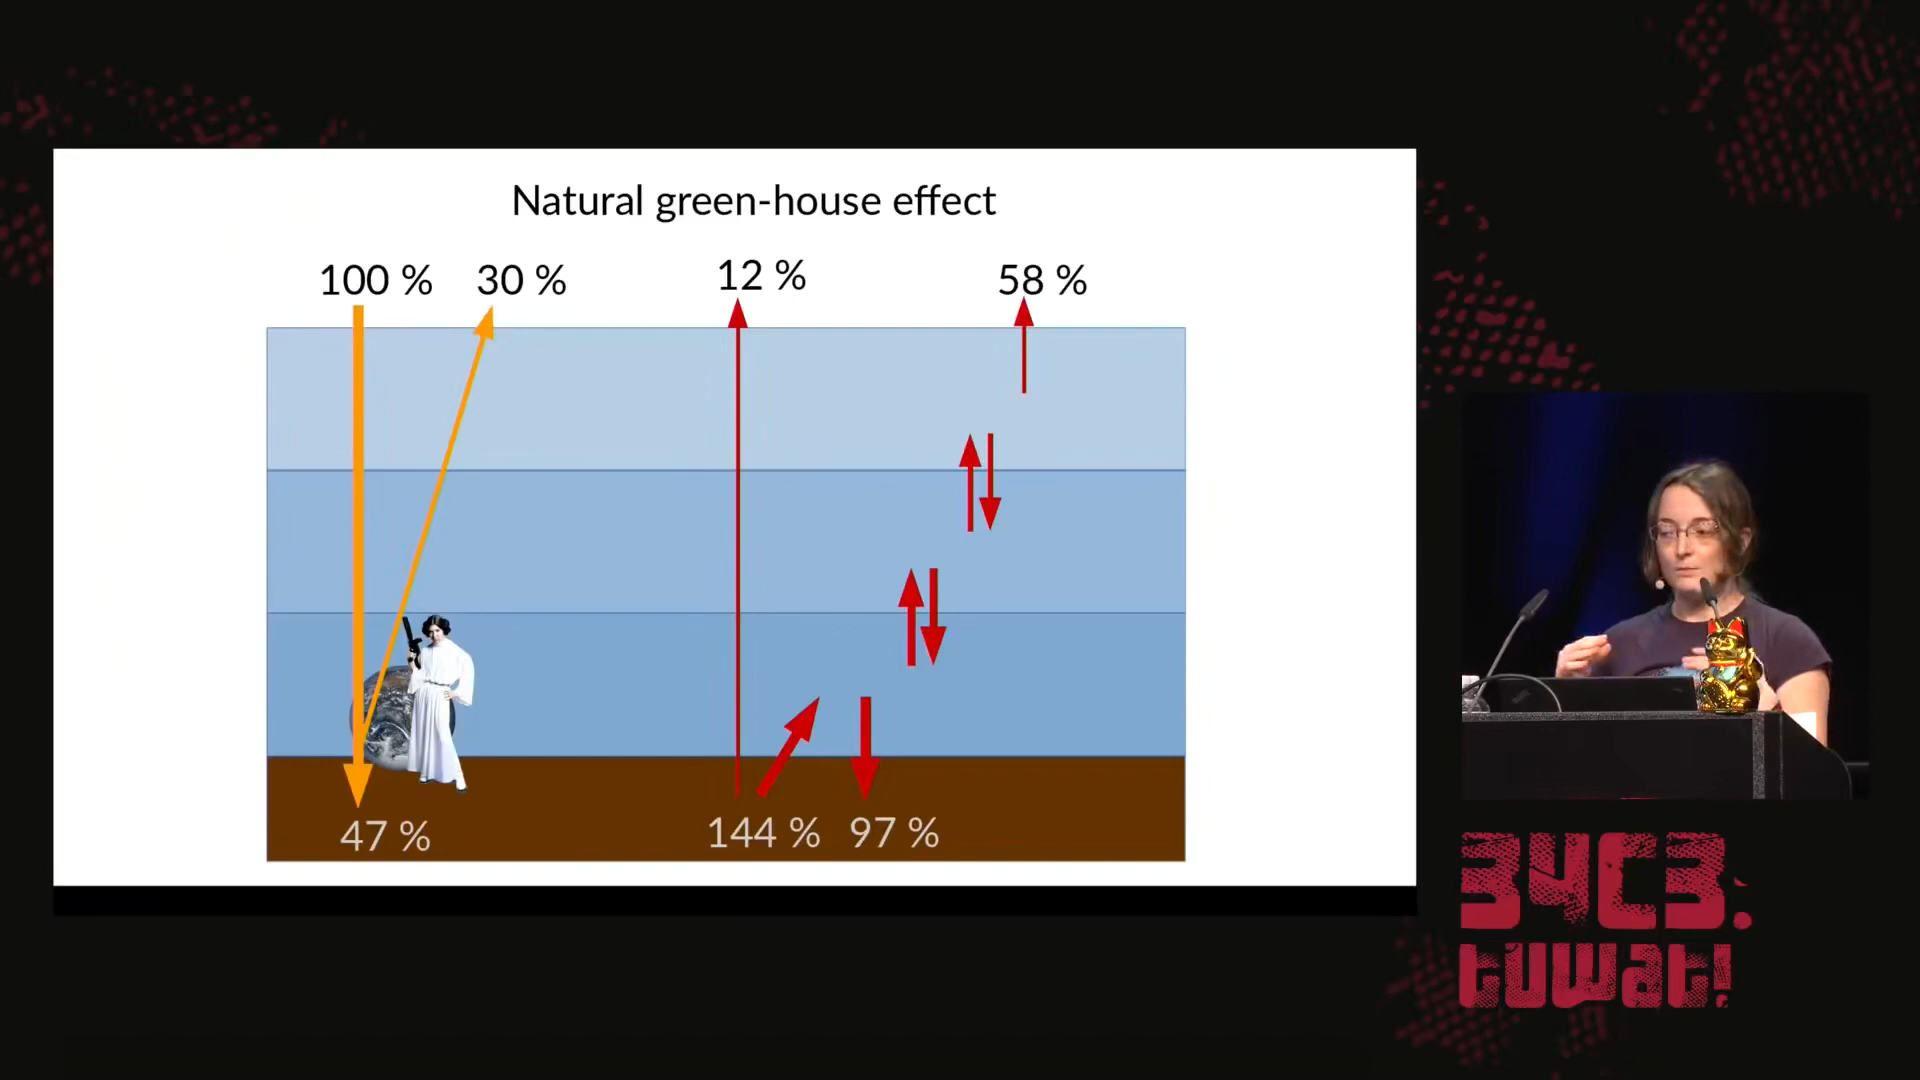 Natural green-house effect
100 %
30 %
12 %
58 %
47 %
144 %
97 %
34C3.
tuwat!